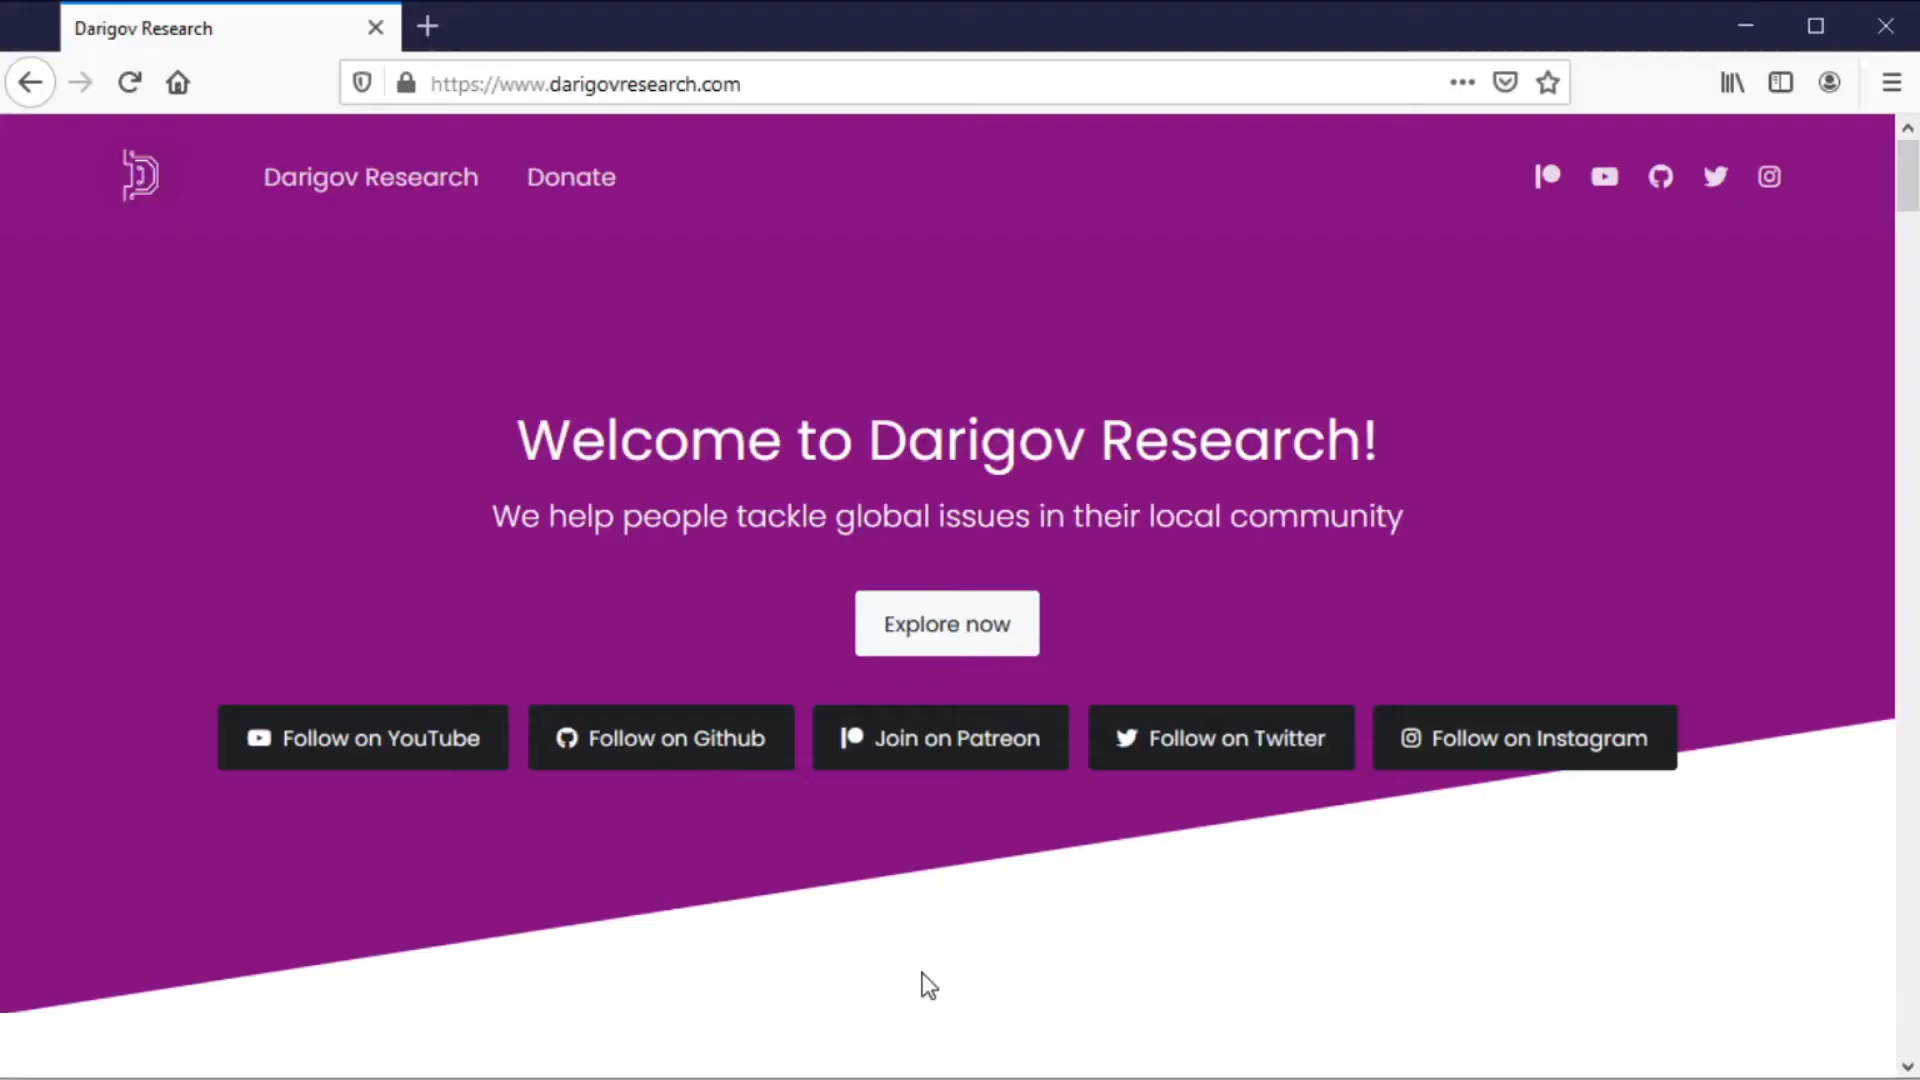 Darigov Research
https://www.darigovresearch.com
Darigov Research
Donate
Welcome to Darigov Research!
We help people tackle global issues in their local community
Explore now
Follow on YouTube
Follow on Github
Join on Patreon
Follow on Twitter
Follow on Instagram